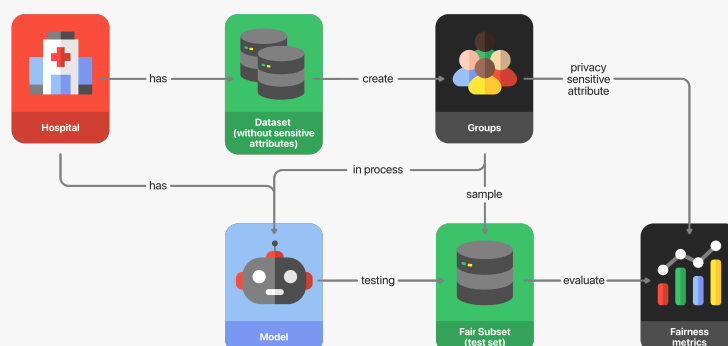 has
create
privacy
sensitive
attribute
Hospital
Dataset
(without sensitive
attributes)
Groups
in process
has
sample
testing
evaluate
Model
Fair Subset
(test set)
Fairness
metrics